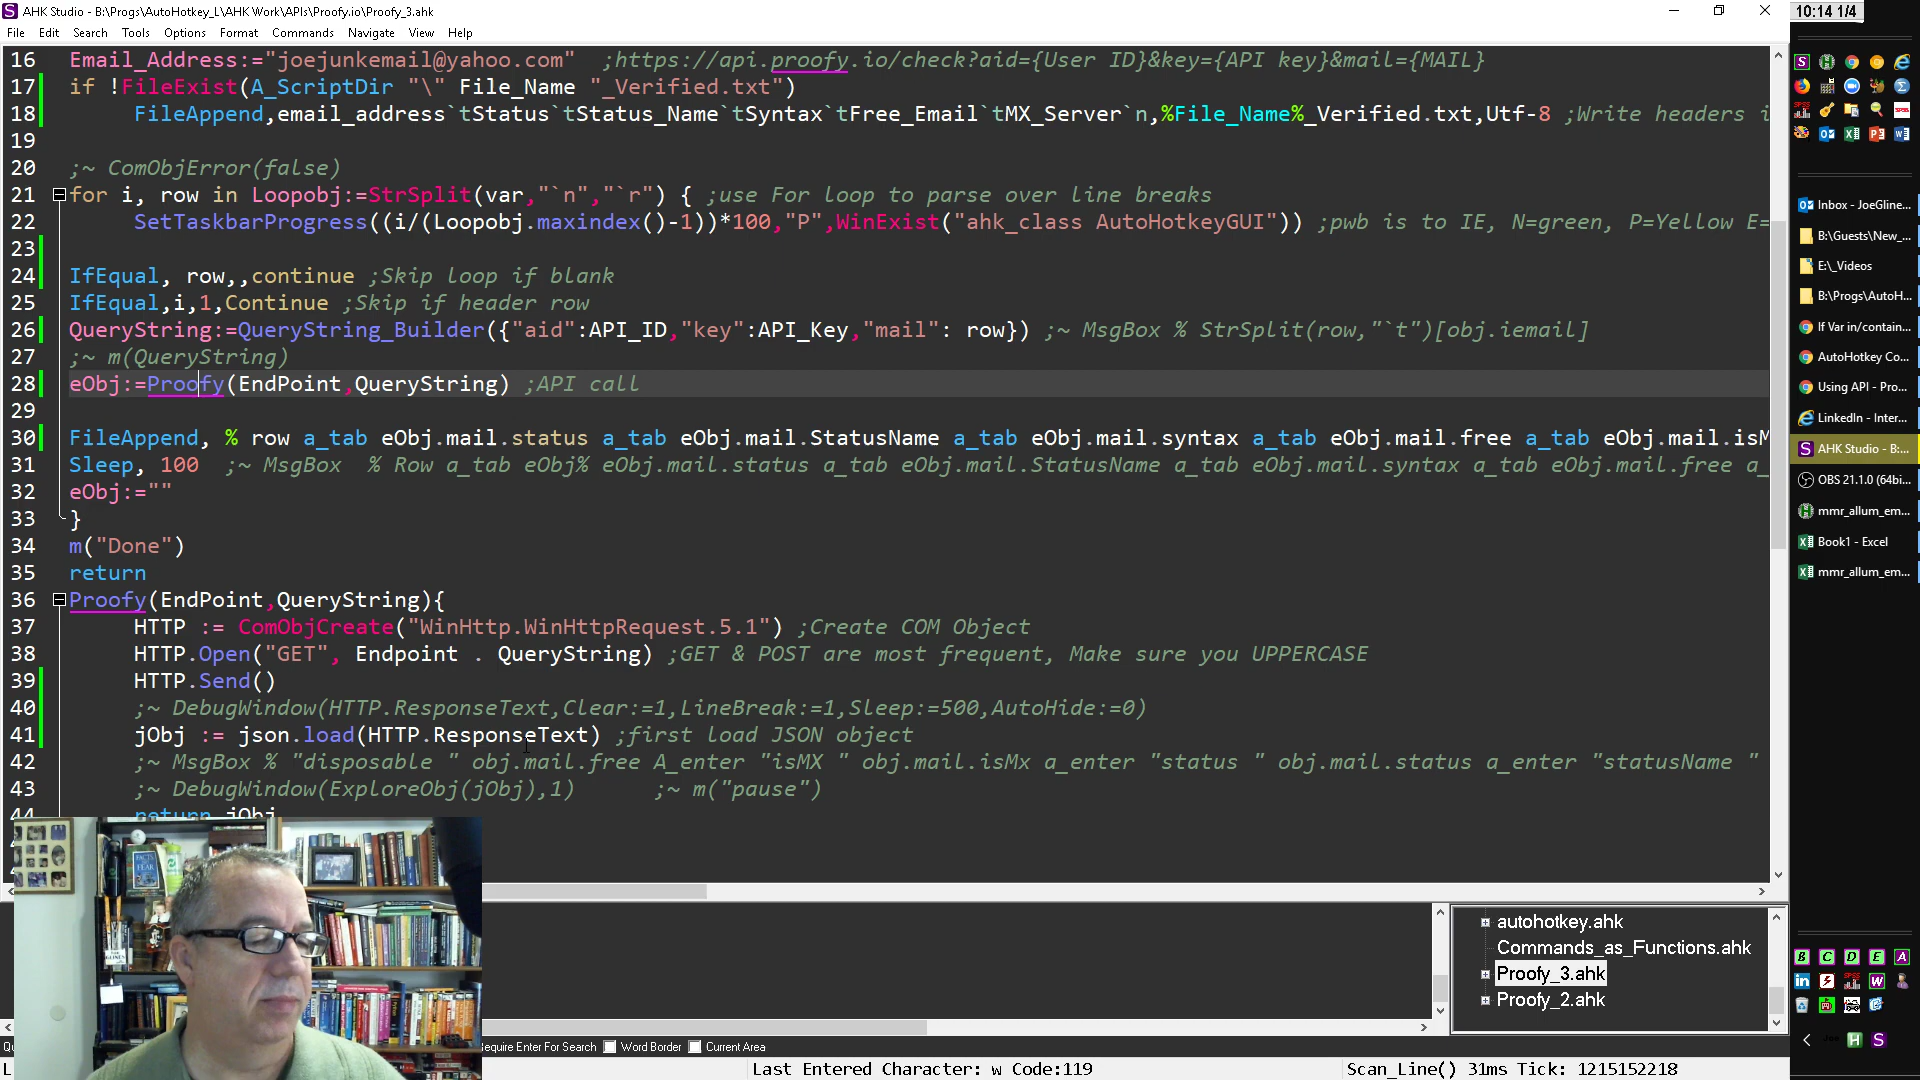 AHK Studio - B:\Progs\AutoHotkey_L\AHK Work\APIs\Proofy.io\Proofy_3.ahk
10:14 1/4
File Edit Search Tools Options Format Commands Navigate View Help
16 Email_Address:="joejunkemail@yahoo.com" ;https://api.proofy.io/check?aid={User ID}&key={API key}&mail={MAIL}
17 if !FileExist(A_ScriptDir "\" File_Name "_Verified.txt")
18 FileAppend,email_address`tStatus`tStatus_Name`tSyntax`tFree_Email`tMX_Server`n,%File_Name%_Verified.txt,Utf-8 ;Write headers i
19
20 ;~ ComObjError(false)
21 for i, row in Loopobj:=StrSplit(var,"`n","`r") { ;use For loop to parse over line breaks
22 SetTaskbarProgress((i/(Loopobj.maxindex()-1))*100,"P",WinExist("ahk_class AutoHotkeyGUI")) ;pwb is to IE, N=green, P=Yellow E=
23
24 IfEqual, row,,continue ;Skip loop if blank
25 IfEqual,i,1,Continue ;Skip if header row
26 QueryString:=QueryString_Builder({"aid":API_ID,"key":API_Key,"mail": row}) ;~ MsgBox % StrSplit(row,"`t")[obj.iemail]
27 ;~ m(QueryString)
28 eObj:=Proofy(EndPoint,QueryString) ;API call
29
30 FileAppend, % row a_tab eObj.mail.status a_tab eObj.mail.StatusName a_tab eObj.mail.syntax a_tab eObj.mail.free a_tab eObj.mail.isM
31 Sleep, 100 ;~ MsgBox % Row a_tab eObj% eObj.mail.status a_tab eObj.mail.StatusName a_tab eObj.mail.syntax a_tab eObj.mail.free a_
32 eObj:=""
33 }
34 m("Done")
35 return
36 Proofy(EndPoint,QueryString){
37 HTTP := ComObjCreate("WinHttp.WinHttpRequest.5.1") ;Create COM Object
38 HTTP.Open("GET", Endpoint . QueryString) ;GET & POST are most frequent, Make sure you UPPERCASE
39 HTTP.Send()
40 ;~ DebugWindow(HTTP.ResponseText,Clear:=1,LineBreak:=1,Sleep:=500,AutoHide:=0)
41 jObj := json.load(HTTP.ResponseText) ;first load JSON object
42 ;~ MsgBox % "disposable " obj.mail.free A_enter "isMX " obj.mail.isMx a_enter "status " obj.mail.status a_enter "statusName "
43 ;~ DebugWindow(ExploreObj(jObj),1) ;~ m("pause")
44 return jObj
Inbox - JoeGline...
B:\Guests\New_...
E:\_Videos
B:\Progs\AutoH...
If Var in/contain...
AutoHotkey Co...
Using API - Pro...
LinkedIn - Inter...
AHK Studio - B:...
OBS 21.1.0 (64bi...
mmr_allum_em...
Book1 - Excel
mmr_allum_em...
autohotkey.ahk
Commands_as_Functions.ahk
Proofy_3.ahk
Proofy_2.ahk
equire Enter For Search Word Border Current Area
Last Entered Character: w Code:119
Scan_Line() 31ms Tick: 1215152218